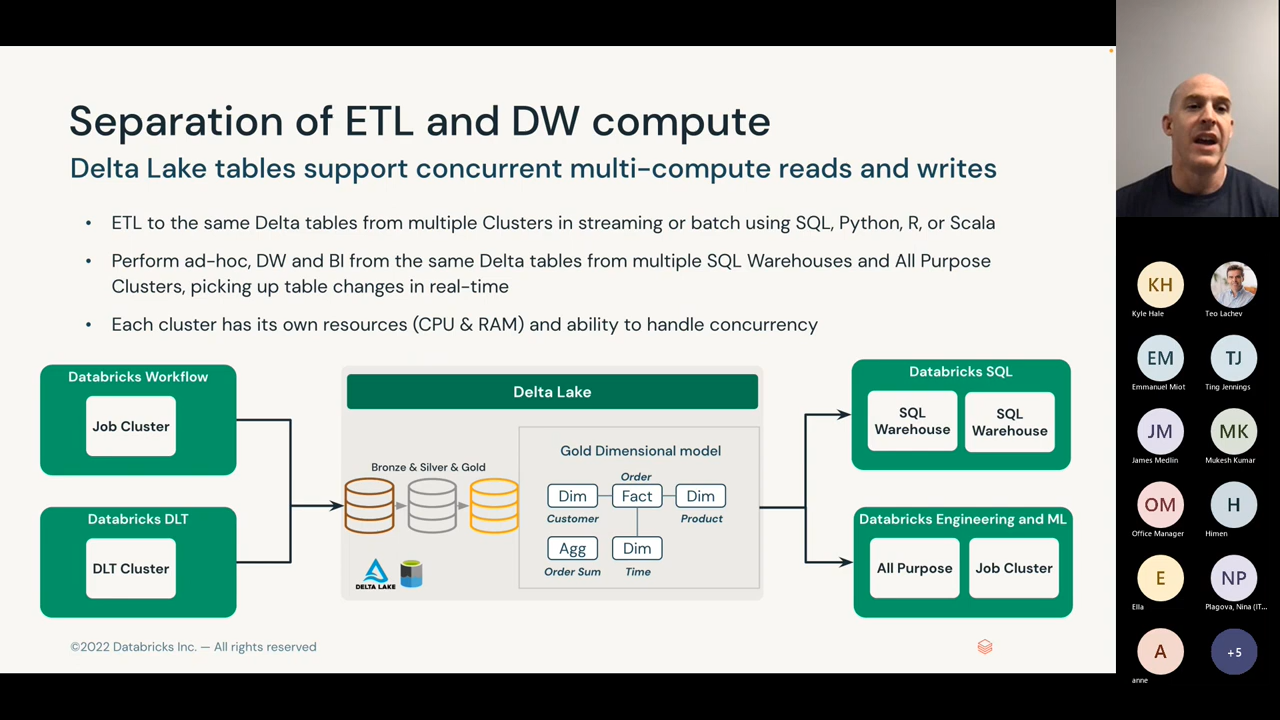 Separation of ETL and DW compute
Delta Lake tables support concurrent multi-compute reads and writes
• ETL to the same Delta tables from multiple Clusters in streaming or batch using SQL, Python, R, or Scala
• Perform ad-hoc, DW and BI from the same Delta tables from multiple SQL Warehouses and All Purpose
Clusters, picking up table changes in real-time
• Each cluster has its own resources (CPU & RAM) and ability to handle concurrency
Databricks Workflow
Job Cluster
Databricks DLT
DLT Cluster
Delta Lake
Bronze & Silver & Gold
DELTA LAKE
Gold Dimensional model
Order
Dim
Fact
Dim
Customer
Product
Agg
Dim
Order Sum
Time
Databricks SQL
SQL
Warehouse
SQL
Warehouse
Databricks Engineering and ML
All Purpose
Job Cluster
©2022 Databricks Inc. — All rights reserved
KH
Kyle Hale
Teo Lachev
EM
Emmanuel Miot
TJ
Ting Jennings
JM
James Medlin
MK
Mukesh Kumar
OM
Office Manager
H
Himen
E
Ella
NP
Plagova, Nina (IT...
A
anne
+5